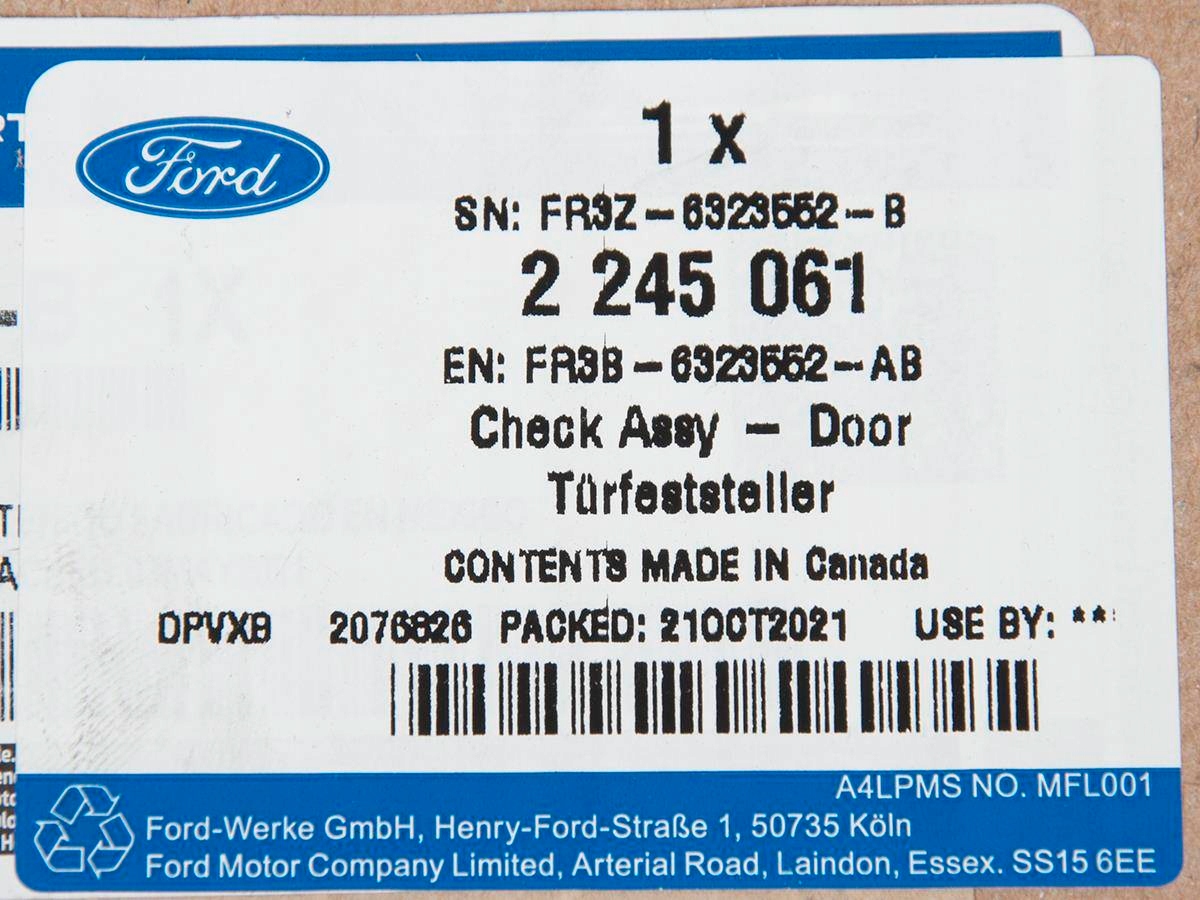 Ford
1 x
SN: FR3Z-6323552-B
2 245 061
EN: FR3B-6323552-AB
Check Assy - Door
Türfeststeller
CONTENTS MADE IN Canada
DPVXB 2076826 PACKED: 21OCT2021 USE BY: **
A4LPMS NO. MFL001
Ford-Werke GmbH, Henry-Ford-Straße 1, 50735 Köln
Ford Motor Company Limited, Arterial Road, Laindon, Essex. SS15 6EE